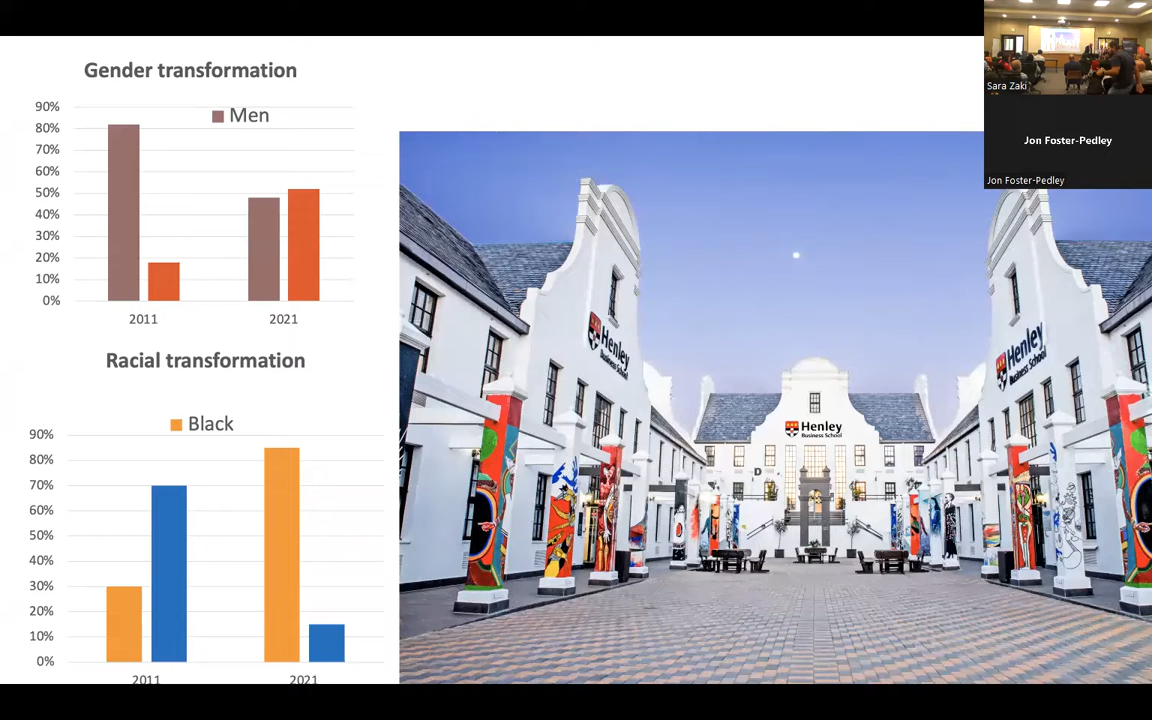 Gender transformation
Men
90%
80%
70%
60%
50%
40%
30%
20%
10%
0%
2011
2021
Racial transformation
Black
90%
80%
70%
60%
50%
40%
30%
20%
10%
0%
2011
2021
Henley
Business School
Henley
Business School
Henley
Business School
D
Sara Zaki
Jon Foster-Pedley
Jon Foster-Pedley